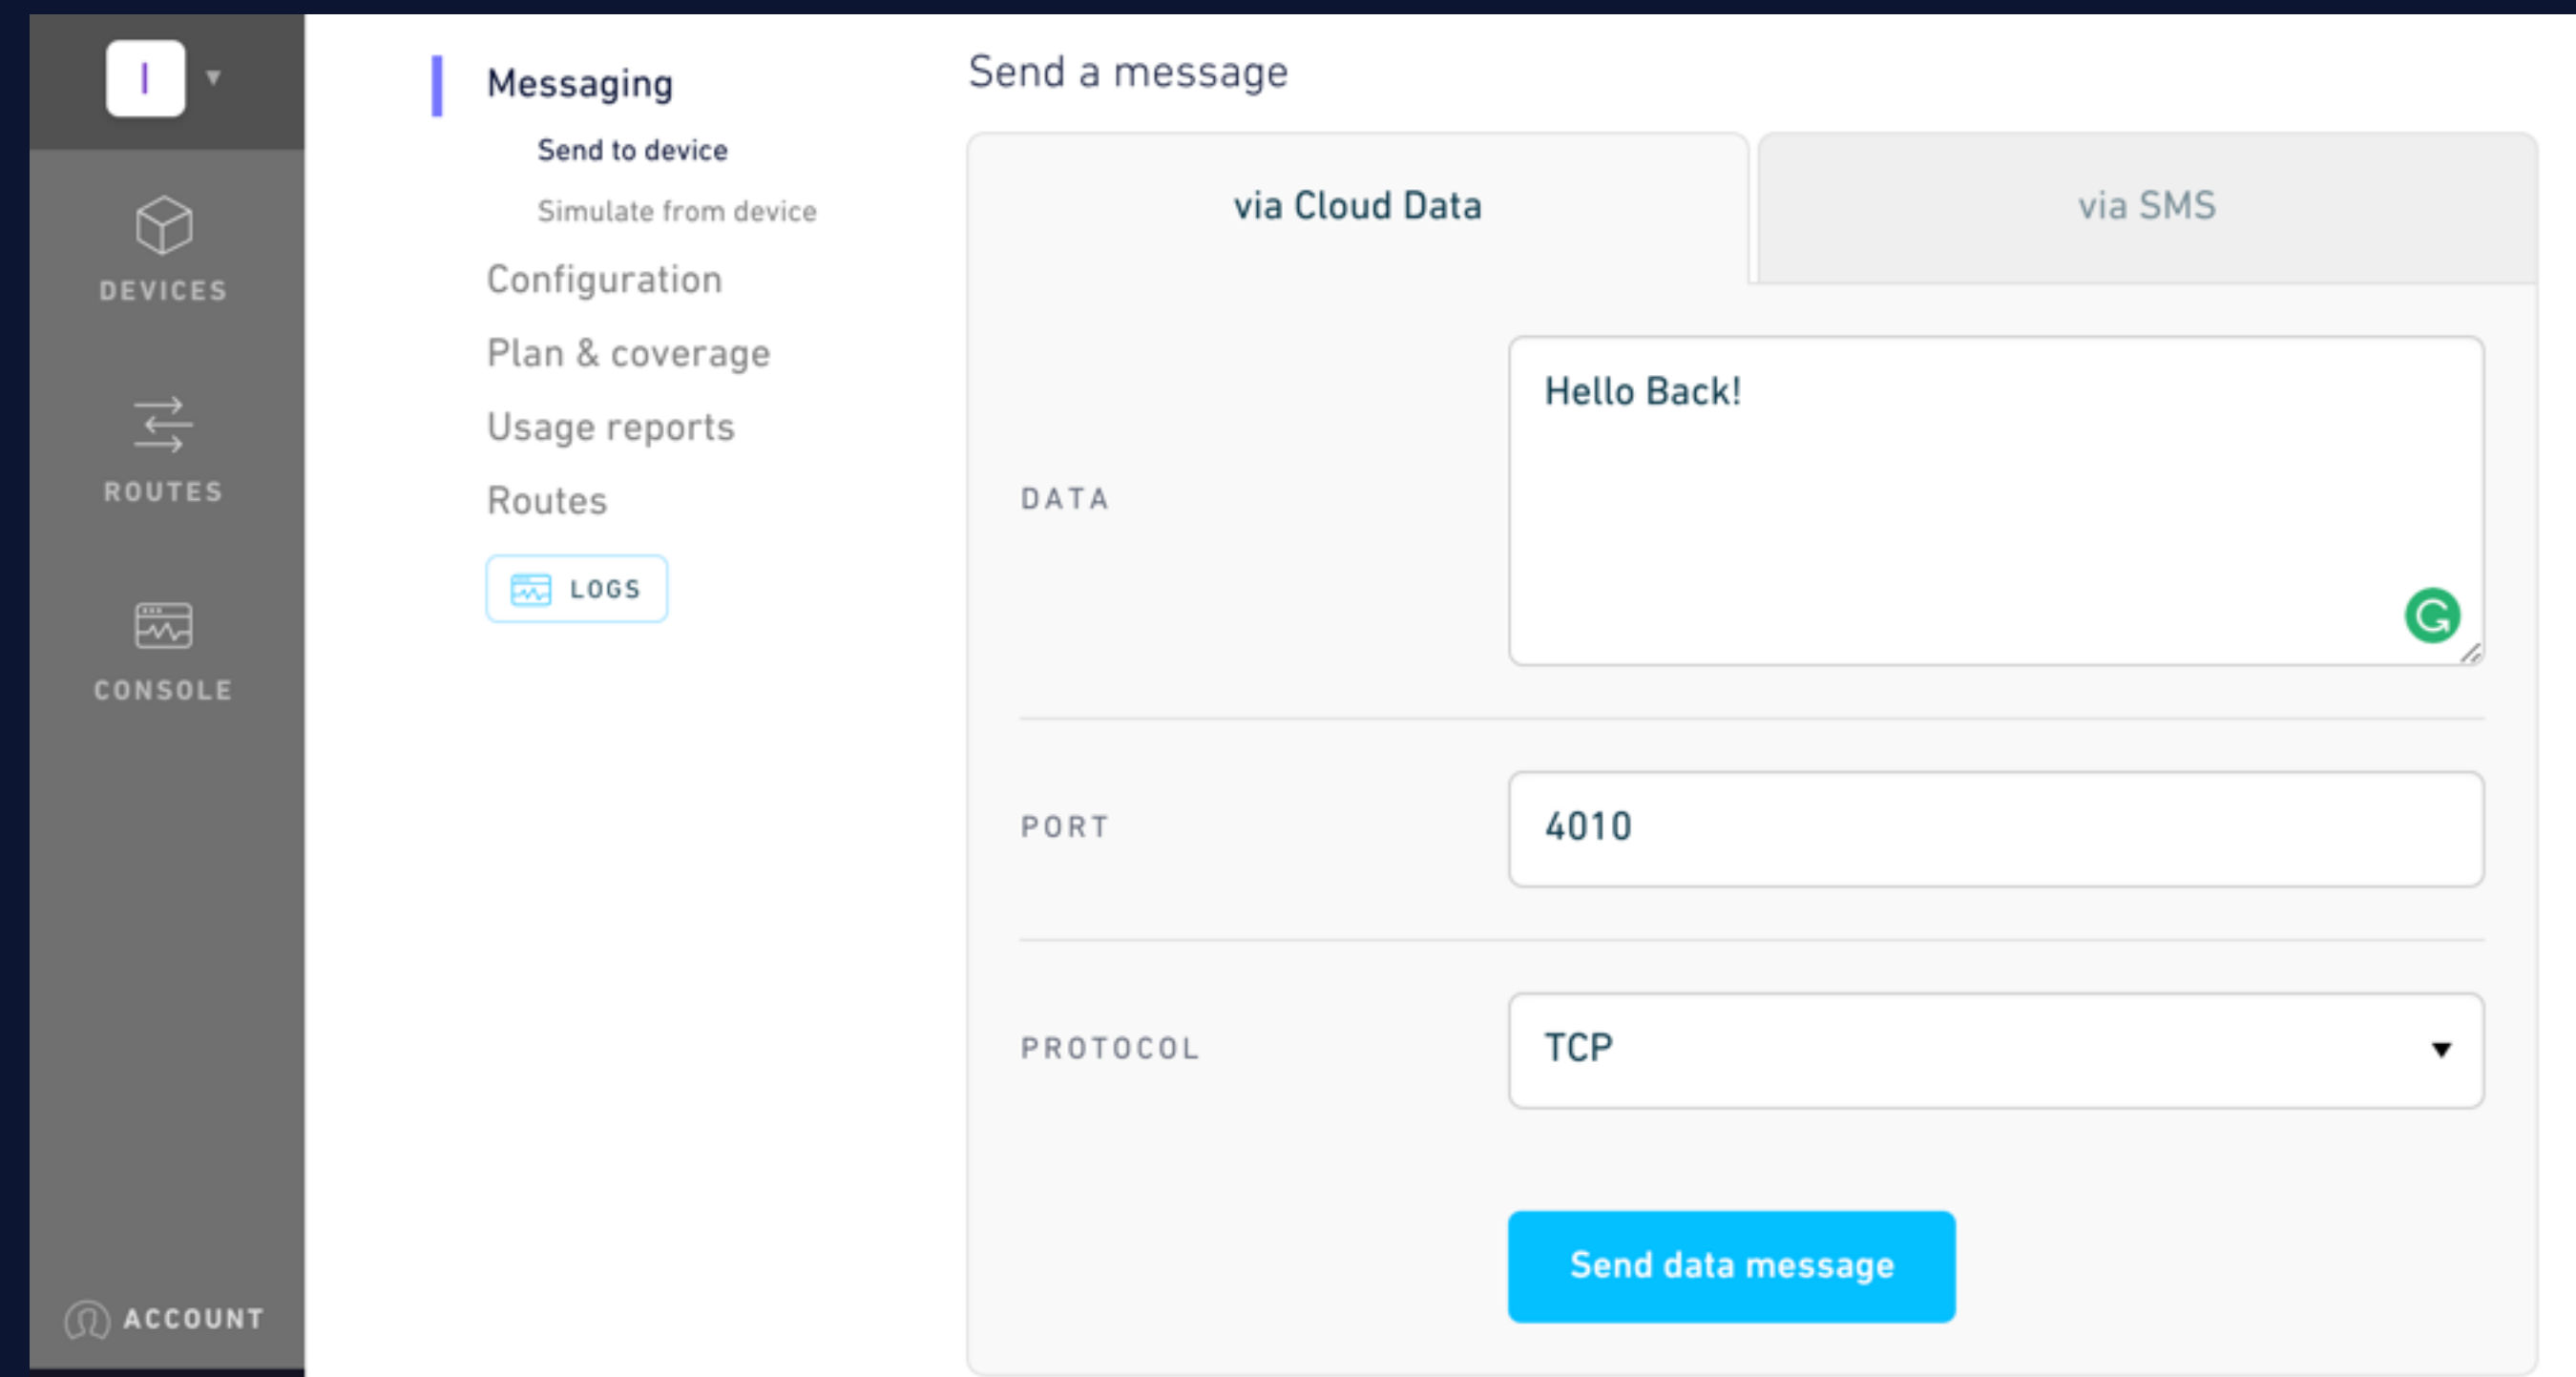 I
DEVICES
ROUTES
CONSOLE
ACCOUNT
Messaging
Send to device
Simulate from device
Configuration
Plan & coverage
Usage reports
Routes
LOGS
Send a message
via Cloud Data
via SMS
DATA
Hello Back!
PORT
4010
PROTOCOL
TCP
Send data message